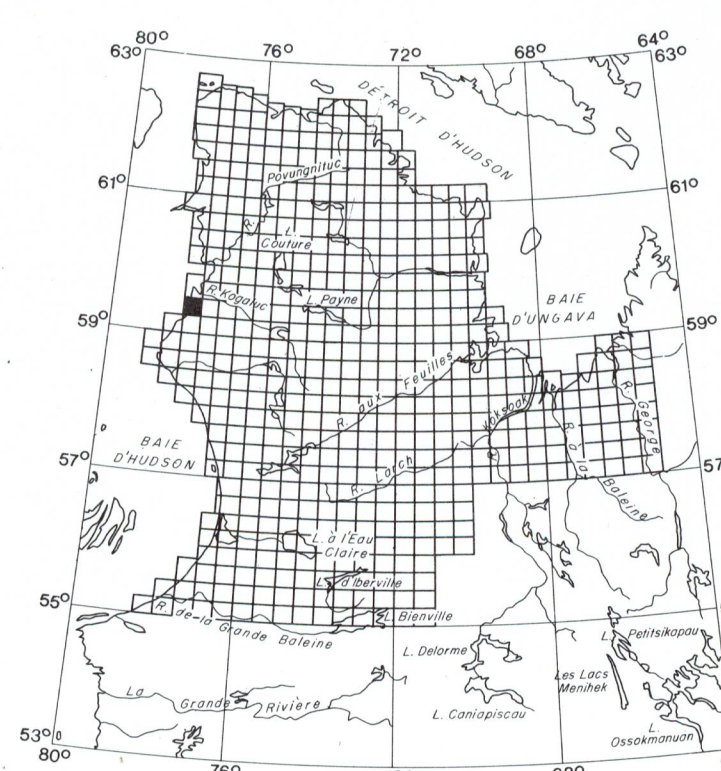 80°
76°
72°
68°
64°
63°
63°
DÉTROIT D'HUDSON
Povungnituc
61°
61°
R.
L.
Couture
R. Kogaluc
L. Payne
BAIE
D'UNGAVA
59°
59°
R. aux Feuilles
Koksoak
R. à la Baleine
R. George
BAIE
D'HUDSON
57°
57
R. Larch
L. à l'Eau
Claire
L. d'Iberville
55°
R. de-la Grande Baleine
L. Bienville
L. Delorme
L. Petitsikapau
Les Lacs
Menihek
La Grande Rivière
L. Caniapiscau
L.
Ossokmanuan
53°
80°
76°